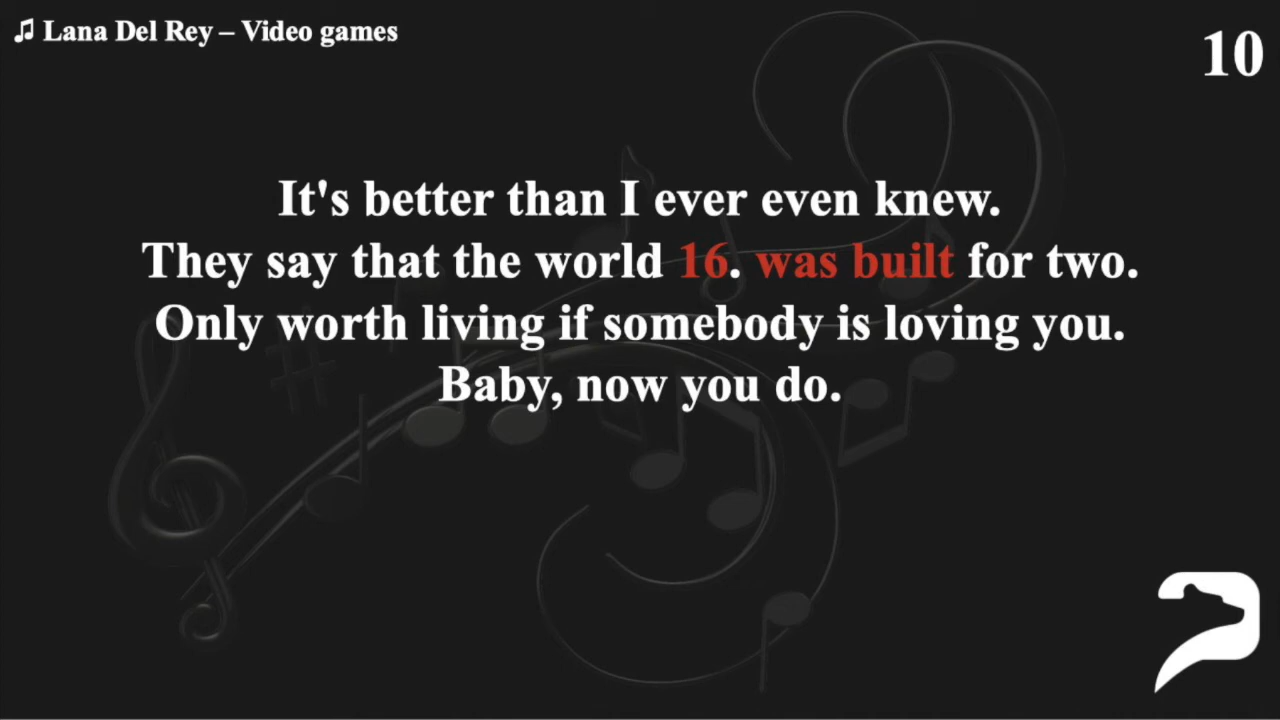 ♫ Lana Del Rey – Video games
10
It's better than I ever even knew.
They say that the world 16. was built for two.
Only worth living if somebody is loving you.
Baby, now you do.